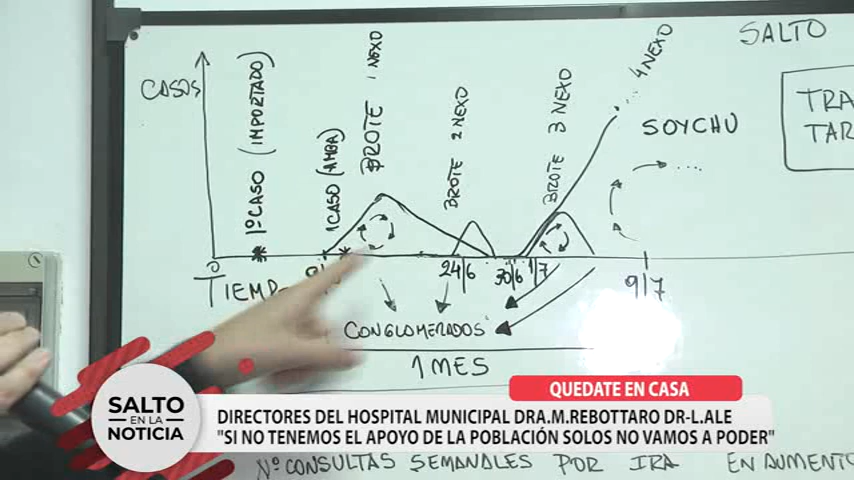 SALTO
CASOS
1º CASO (IMPORTADO)
1 CASO (AMBA)
BROTE 1 NEXO
BROTE 2 NEXO
BROTE 3 NEXO
4 NEXO
SOYCHU
TRA
TAR
0
24/6
30/6
1/7
9/7
TIEMP
CONGLOMERADOS
1 MES
QUEDATE EN CASA
SALTO
EN LA
NOTICIA
DIRECTORES DEL HOSPITAL MUNICIPAL DRA.M.REBOTTARO DR-L.ALE
"SI NO TENEMOS EL APOYO DE LA POBLACIÓN SOLOS NO VAMOS A PODER"
Nº CONSULTAS SEMANALES POR IRA EN AUMENTO